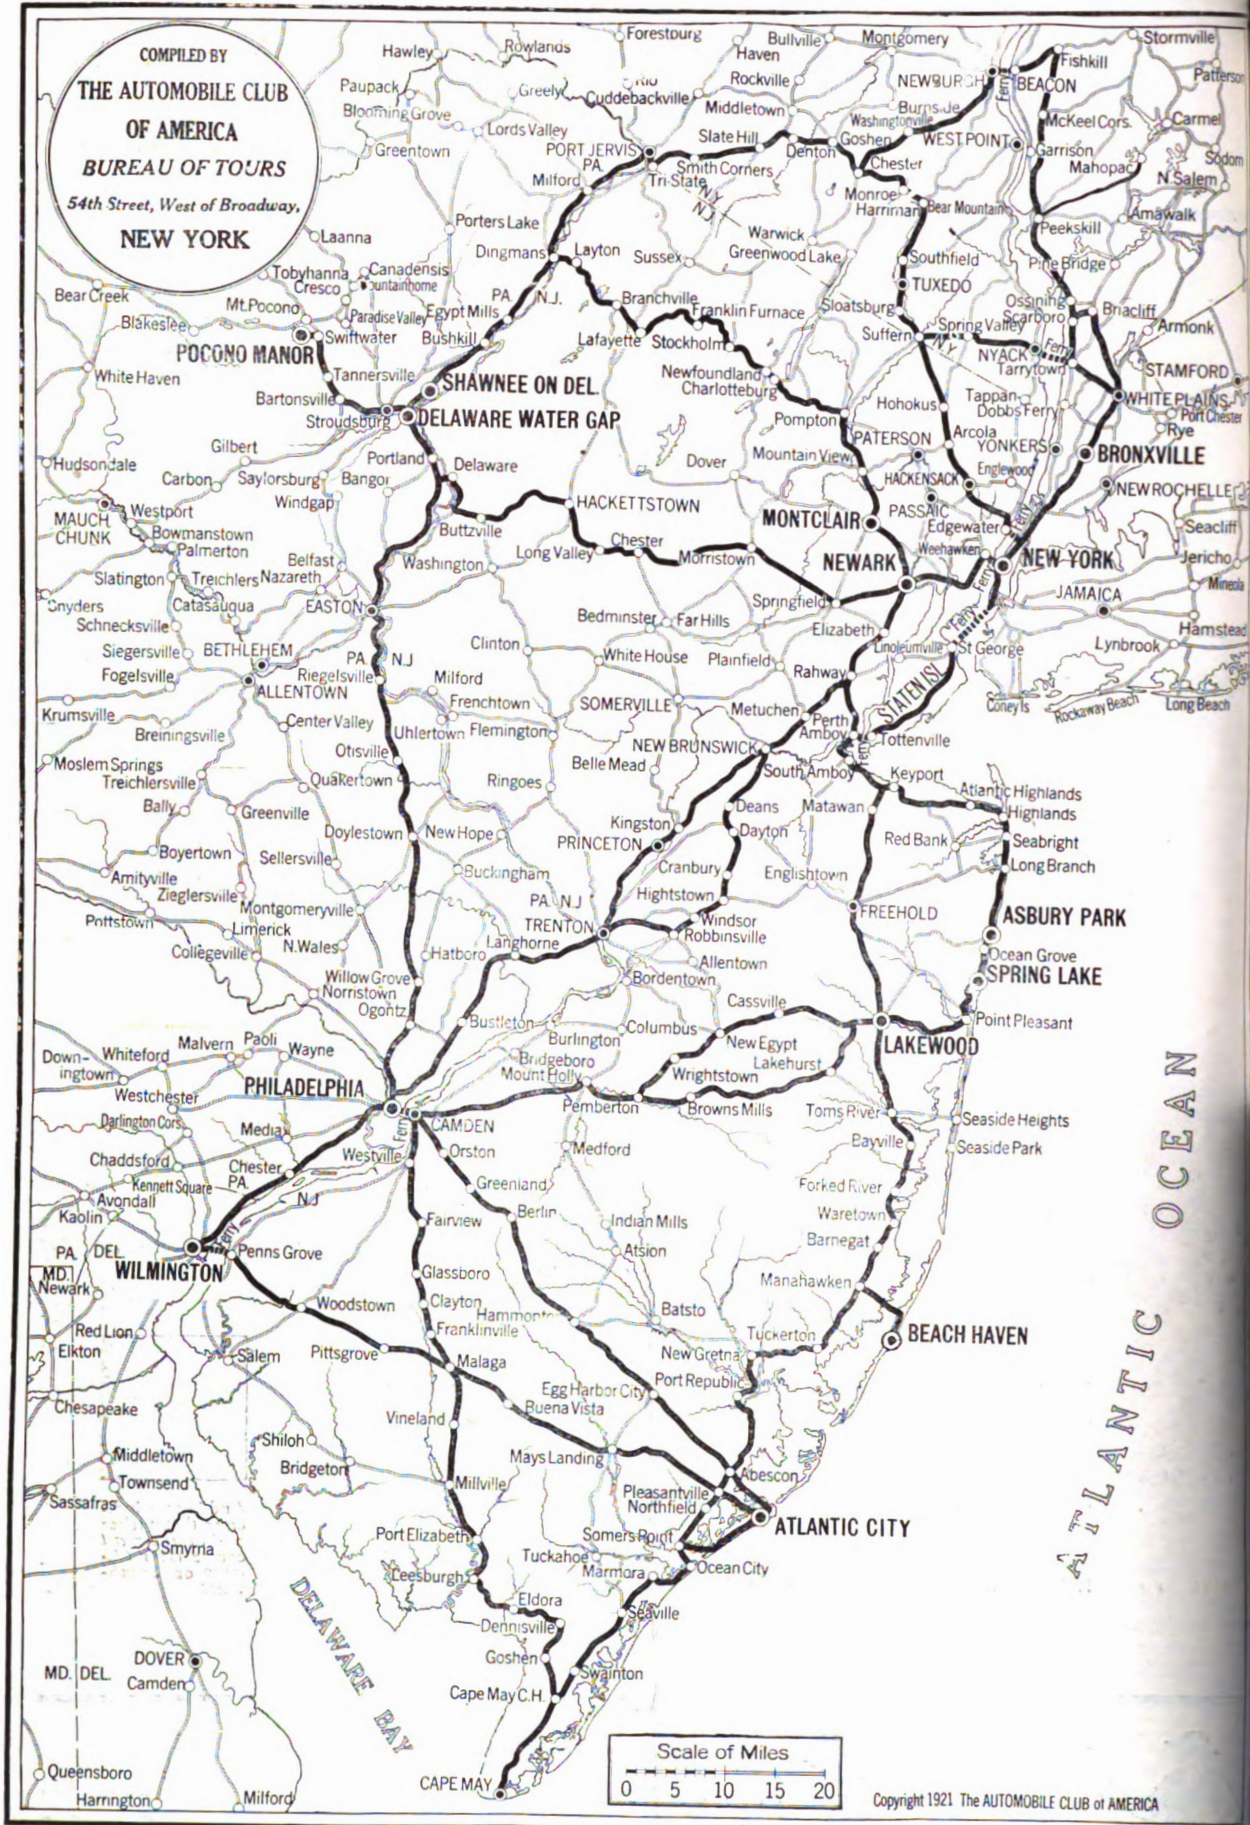 COMPILED BY
THE AUTOMOBILE CLUB
OF AMERICA
BUREAU OF TOURS
54th Street, West of Broadway,
NEW YORK
Hawley
Rowlands
Forestburg
Bullville
Haven
Montgomery
Stormville
Fishkill
Paupack
Greely
Rio
Cuddebackville
Rockville
NEWBURGH
Ferry
BEACON
Patterson
Blooming Grove
Lords Valley
Middletown
Burnside
Washingtonville
McKeel Cors.
Carmel
Greentown
PORT JERVIS
Slate Hill
Denton
Goshen
WEST POINT
Garrison
Mahopac
Sodom
PA.
Milford
Tri-State
Smith Corners
Chester
N. Salem
N.Y.
N.J.
Monroe
Harriman
Bear Mountain
Amawalk
Porters Lake
Peekskill
Laanna
Dingmans
Layton
Sussex
Warwick
Greenwood Lake
Southfield
Pine Bridge
Tobyhanna
Canadensis
Cresco
TUXEDO
Bear Creek
Mt. Pocono
Paradise Valley
Egypt Mills
PA.
N.J.
Branchville
Franklin Furnace
Sloatsburg
Ossining
Scarboro
Briarcliff
Blakeslee
Swiftwater
Bushkill
Lafayette
Stockholm
Suffern
Spring Valley
N.Y.
NYACK
Ferry
Tarrytown
Armonk
POCONO MANOR
White Haven
Tannersville
SHAWNEE ON DEL.
Newfoundland
Charlotteburg
STAMFORD
Bartonsville
Stroudsburg
DELAWARE WATER GAP
Pompton
Hohokus
Tappan
Dobbs Ferry
WHITE PLAINS
Port Chester
Rye
Gilbert
PATERSON
Arcola
YONKERS
BRONXVILLE
Hudsondale
Carbon
Saylorsburg
Portland
Bangor
Delaware
Dover
Mountain View
HACKENSACK
Englewood
Windgap
NEW ROCHELLE
MAUCH
CHUNK
Westport
Bowmanstown
Palmerton
Buttzville
HACKETTSTOWN
MONTCLAIR
PASSAIC
Edgewater
Ferry
Seacliff
Belfast
Washington
Long Valley
Chester
Morristown
NEWARK
Weehawken
NEW YORK
Jericho
Slatington
Treichlers
Nazareth
Ferry
Mineola
Snyders
Catasauqua
EASTON
Springfield
JAMAICA
Schnecksville
Bedminster
Far Hills
Elizabeth
Ferry
Hamstead
Siegersville
BETHLEHEM
PA.
N.J
Clinton
White House
Plainfield
Linoleumville
St George
Lynbrook
Fogelsville
ALLENTOWN
Riegelsville
Milford
Rahway
STATEN ISL.
Krumsville
Center Valley
Frenchtown
SOMERVILLE
Metuchen
Perth
Amboy
Coney Is
Rockaway Beach
Long Beach
Breiningsville
Uhlertown
Flemington
Tottenville
Moslem Springs
Otisville
NEW BRUNSWICK
Ferry
Treichlersville
Quakertown
Ringoes
Belle Mead
South Amboy
Keyport
Bally
Greenville
Atlantic Highlands
Highlands
Deans
Matawan
Doylestown
New Hope
Kingston
Dayton
Red Bank
Seabright
Boyertown
Sellersville
PRINCETON
Amityville
Buckingham
Cranbury
Englishtown
Long Branch
Zieglersville
Montgomeryville
PA.
N.J
Hightstown
Pottstown
Limerick
TRENTON
Windsor
FREEHOLD
ASBURY PARK
Collegeville
N. Wales
Hatboro
Langhorne
Robbinsville
Ocean Grove
Willow Grove
Allentown
SPRING LAKE
Norristown
Bordentown
Ogontz
Cassville
Point Pleasant
Bustleton
Burlington
Columbus
New Egypt
LAKEWOOD
Malvern
Paoli
Wayne
Down-
ingtown
Whiteford
Bridgeboro
Lakehurst
Westchester
PHILADELPHIA
Mount Holly
Wrightstown
Darlington Cors.
Ferry
CAMDEN
Pemberton
Browns Mills
Toms River
Seaside Heights
Media
Chaddsford
Chester
Westville
Orston
Medford
Bayville
Seaside Park
Kennett Square
PA.
Avondall
N.J
Greenland
Forked River
Kaolin
Fairview
Berlin
Indian Mills
Waretown
Ferry
PA.
DEL.
Penns Grove
Atsion
Barnegat
WILMINGTON
MD.
Newark
Glassboro
Manahawken
Woodstown
Clayton
Hammonton
Batsto
Red Lion
Franklinville
Tuckerton
BEACH HAVEN
Elkton
Salem
Pittsgrove
Malaga
New Gretna
Port Republic
Chesapeake
Egg Harbor City
Buena Vista
Vineland
Middletown
Shiloh
Mays Landing
Bridgeton
Abescon
Townsend
Millville
Pleasantville
Northfield
Sassafras
ATLANTIC CITY
Smyrna
Port Elizabeth
Somers Point
Tuckahoe
Marmora
Ocean City
Leesburgh
Eldora
Seaville
Dennisville
DOVER
Goshen
MD.
DEL.
Camden
Swainton
Cape May C.H.
DELAWARE BAY
ATLANTIC OCEAN
Queensboro
CAPE MAY
Harrington
Milford
Scale of Miles
0 5 10 15 20
Copyright 1921 The AUTOMOBILE CLUB of AMERICA